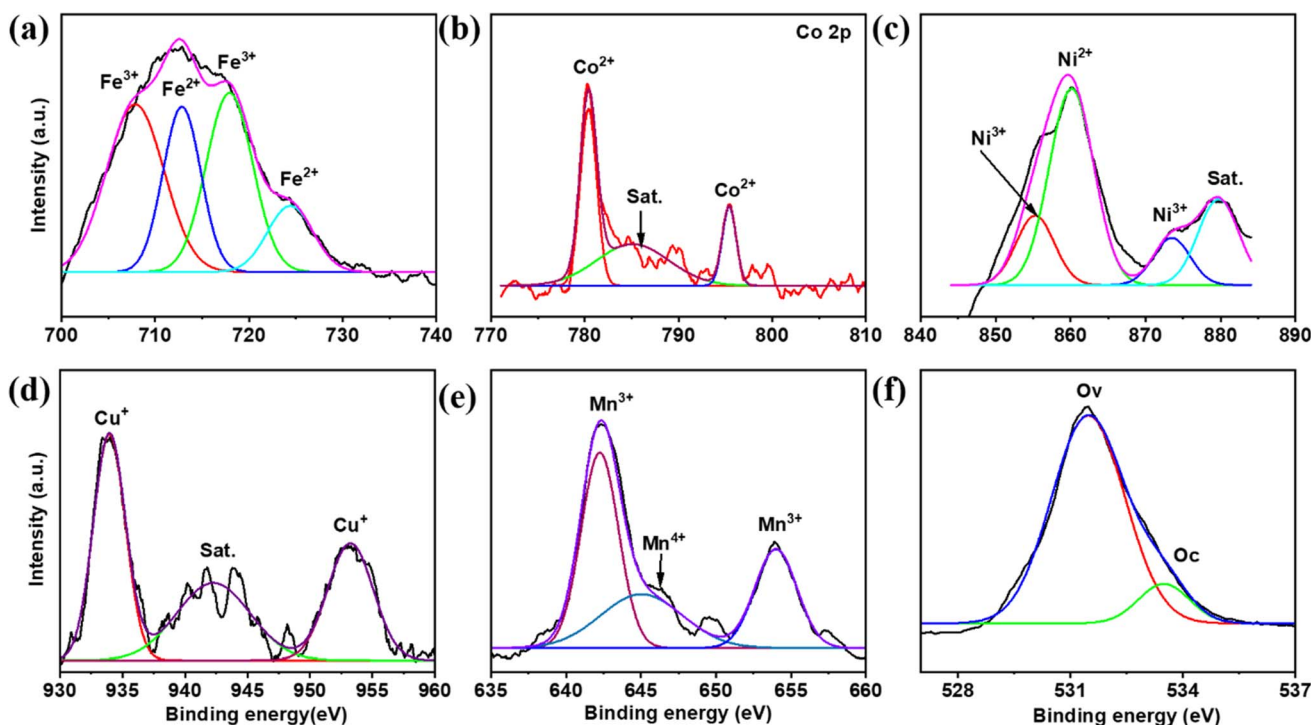 (a)
Fe³⁺
Fe²⁺
Fe³⁺
Fe²⁺
Intensity (a.u.)
700 710 720 730 740
(b)
Co 2p
Co²⁺
Sat.
Co²⁺
770 780 790 800 810
(c)
Ni³⁺
Ni²⁺
Ni³⁺
Sat.
840 850 860 870 880 890
(d)
Cu⁺
Sat.
Cu⁺
Intensity (a.u.)
930 935 940 945 950 955 960
Binding energy(eV)
(e)
Mn³⁺
Mn⁴⁺
Mn³⁺
635 640 645 650 655 660
Binding energy (eV)
(f)
Ov
Oc
528 531 534 537
Binding energy (eV)